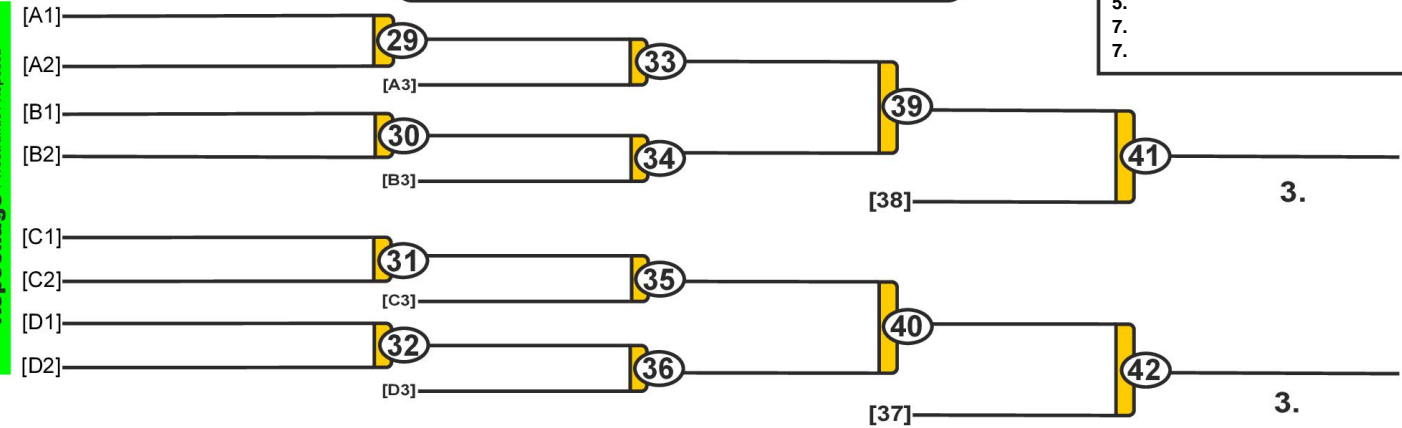 5.
7.
7.
[A1]
29
[A2]
33
[A3]
39
[B1]
30
[B2]
34
[B3]
41
[38]
3.
[C1]
31
[C2]
35
[C3]
40
[D1]
32
[D2]
36
[D3]
42
[37]
3.